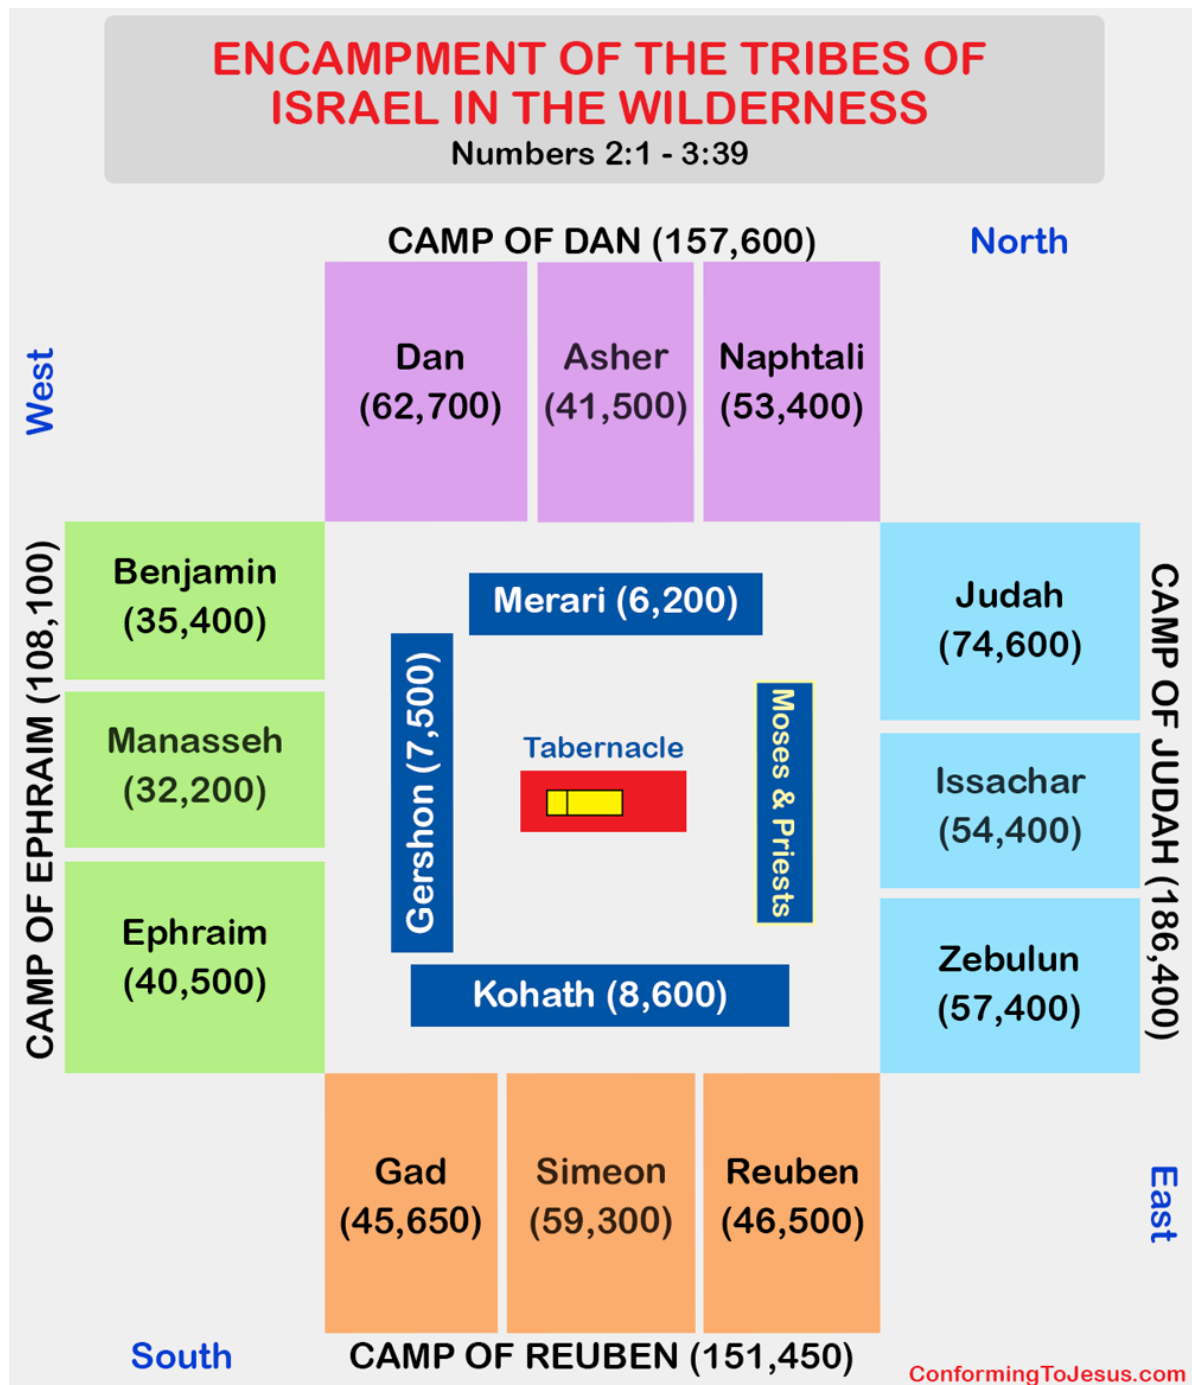 ENCAMPMENT OF THE TRIBES OF
ISRAEL IN THE WILDERNESS
Numbers 2:1 - 3:39
CAMP OF DAN (157,600)
North
West
Dan
(62,700)
Asher
(41,500)
Naphtali
(53,400)
CAMP OF EPHRAIM (108,100)
Benjamin
(35,400)
Manasseh
(32,200)
Ephraim
(40,500)
Merari (6,200)
Gershon (7,500)
Tabernacle
Moses & Priests
Kohath (8,600)
Judah
(74,600)
Issachar
(54,400)
Zebulun
(57,400)
CAMP OF JUDAH (186,400)
Gad
(45,650)
Simeon
(59,300)
Reuben
(46,500)
East
South
CAMP OF REUBEN (151,450)
ConformingToJesus.com